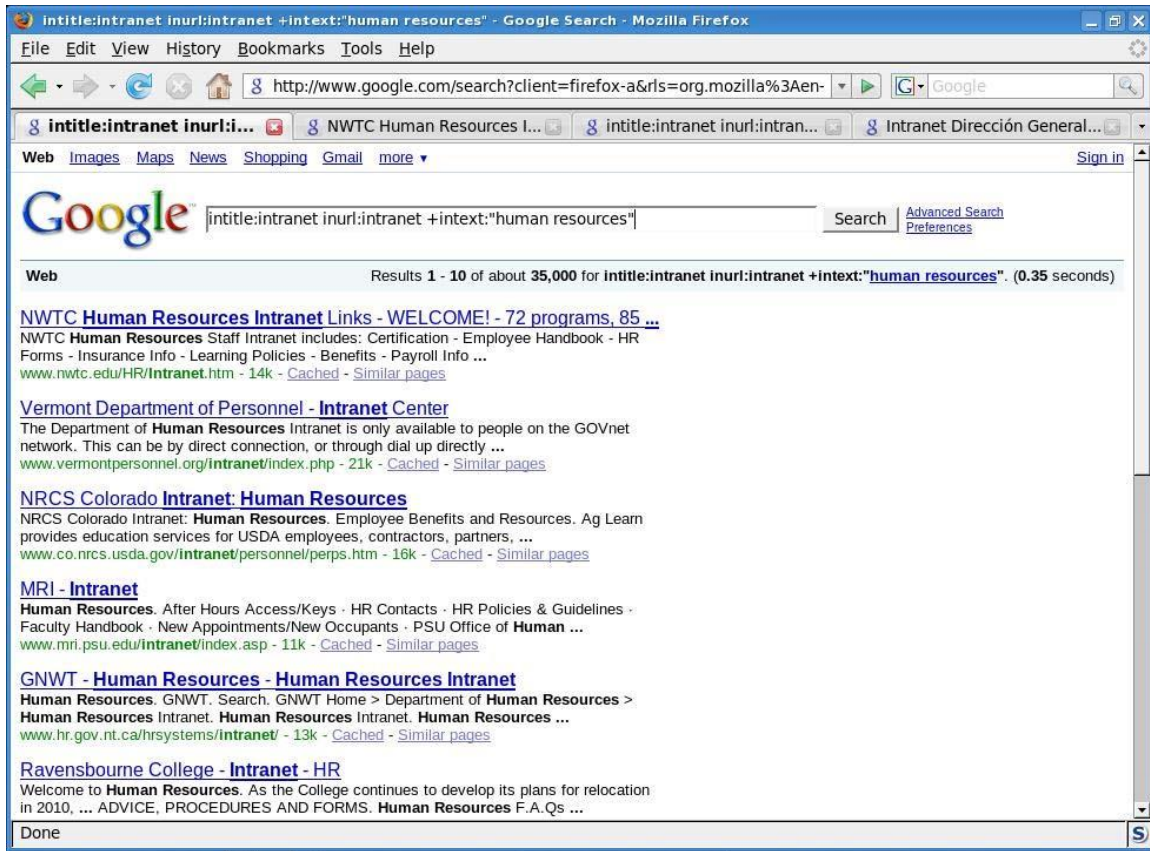 intitle:intranet inurl:intranet +intext:"human resources" - Google Search - Mozilla Firefox
File Edit View History Bookmarks Tools Help
http://www.google.com/search?client=firefox-a&rls=org.mozilla%3Aen- G Google
intitle:intranet inurl:i... NWTC Human Resources I... intitle:intranet inurl:intran... Intranet Dirección General...
Web Images Maps News Shopping Gmail more ▼ Sign in
Google™ intitle:intranet inurl:intranet +intext:"human resources" Search Advanced Search
Preferences
Web Results 1 - 10 of about 35,000 for intitle:intranet inurl:intranet +intext:"human resources". (0.35 seconds)
NWTC Human Resources Intranet Links - WELCOME! - 72 programs, 85 ...
NWTC Human Resources Staff Intranet includes: Certification - Employee Handbook - HR
Forms - Insurance Info - Learning Policies - Benefits - Payroll Info ...
www.nwtc.edu/HR/Intranet.htm - 14k - Cached - Similar pages
Vermont Department of Personnel - Intranet Center
The Department of Human Resources Intranet is only available to people on the GOVnet
network. This can be by direct connection, or through dial up directly ...
www.vermontpersonnel.org/intranet/index.php - 21k - Cached - Similar pages
NRCS Colorado Intranet: Human Resources
NRCS Colorado Intranet: Human Resources. Employee Benefits and Resources. Ag Learn
provides education services for USDA employees, contractors, partners, ...
www.co.nrcs.usda.gov/intranet/personnel/perps.htm - 16k - Cached - Similar pages
MRI - Intranet
Human Resources. After Hours Access/Keys · HR Contacts · HR Policies & Guidelines ·
Faculty Handbook · New Appointments/New Occupants · PSU Office of Human ...
www.mri.psu.edu/intranet/index.asp - 11k - Cached - Similar pages
GNWT - Human Resources - Human Resources Intranet
Human Resources. GNWT. Search. GNWT Home > Department of Human Resources >
Human Resources Intranet. Human Resources Intranet. Human Resources ...
www.hr.gov.nt.ca/hrsystems/intranet/ - 13k - Cached - Similar pages
Ravensbourne College - Intranet - HR
Welcome to Human Resources. As the College continues to develop its plans for relocation
in 2010, ... ADVICE, PROCEDURES AND FORMS. Human Resources F.A.Qs ...
Done